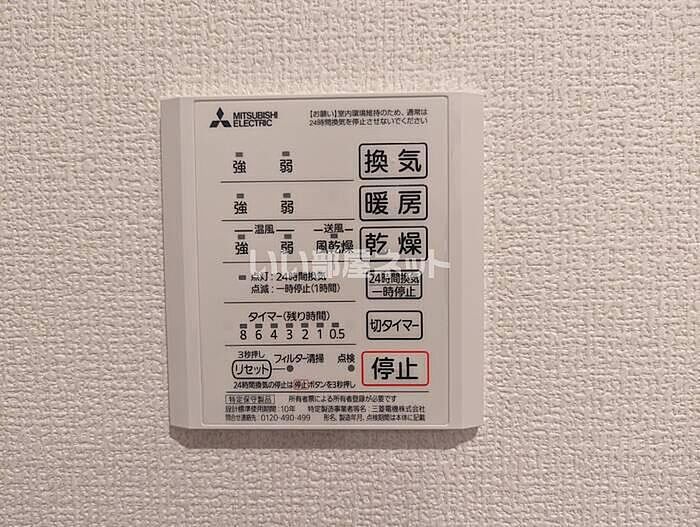 MITSUBISHI
ELECTRIC
【お願い】室内環境維持のため、通常は
24時間換気を停止させないでください
強 弱 換気
強 弱 暖房
温風 送風
強 弱 風乾燥 乾燥
いい部屋ネット
点灯:24時間換気
点滅:一時停止(1時間)
24時間換気
一時停止
タイマー(残り時間)
8 6 4 3 2 1 0.5
切タイマー
3秒押し
リセット フィルター清掃 点検
停止
24時間換気の停止は停止ボタンを3秒押し
特定保守製品 所有者票による所有者登録が必要です
設計標準使用期間:10年 特定製造事業者等名:三菱電機株式会社
問合せ連絡先:0120-490-499 形名、製造年月、点検期間は本体に記載